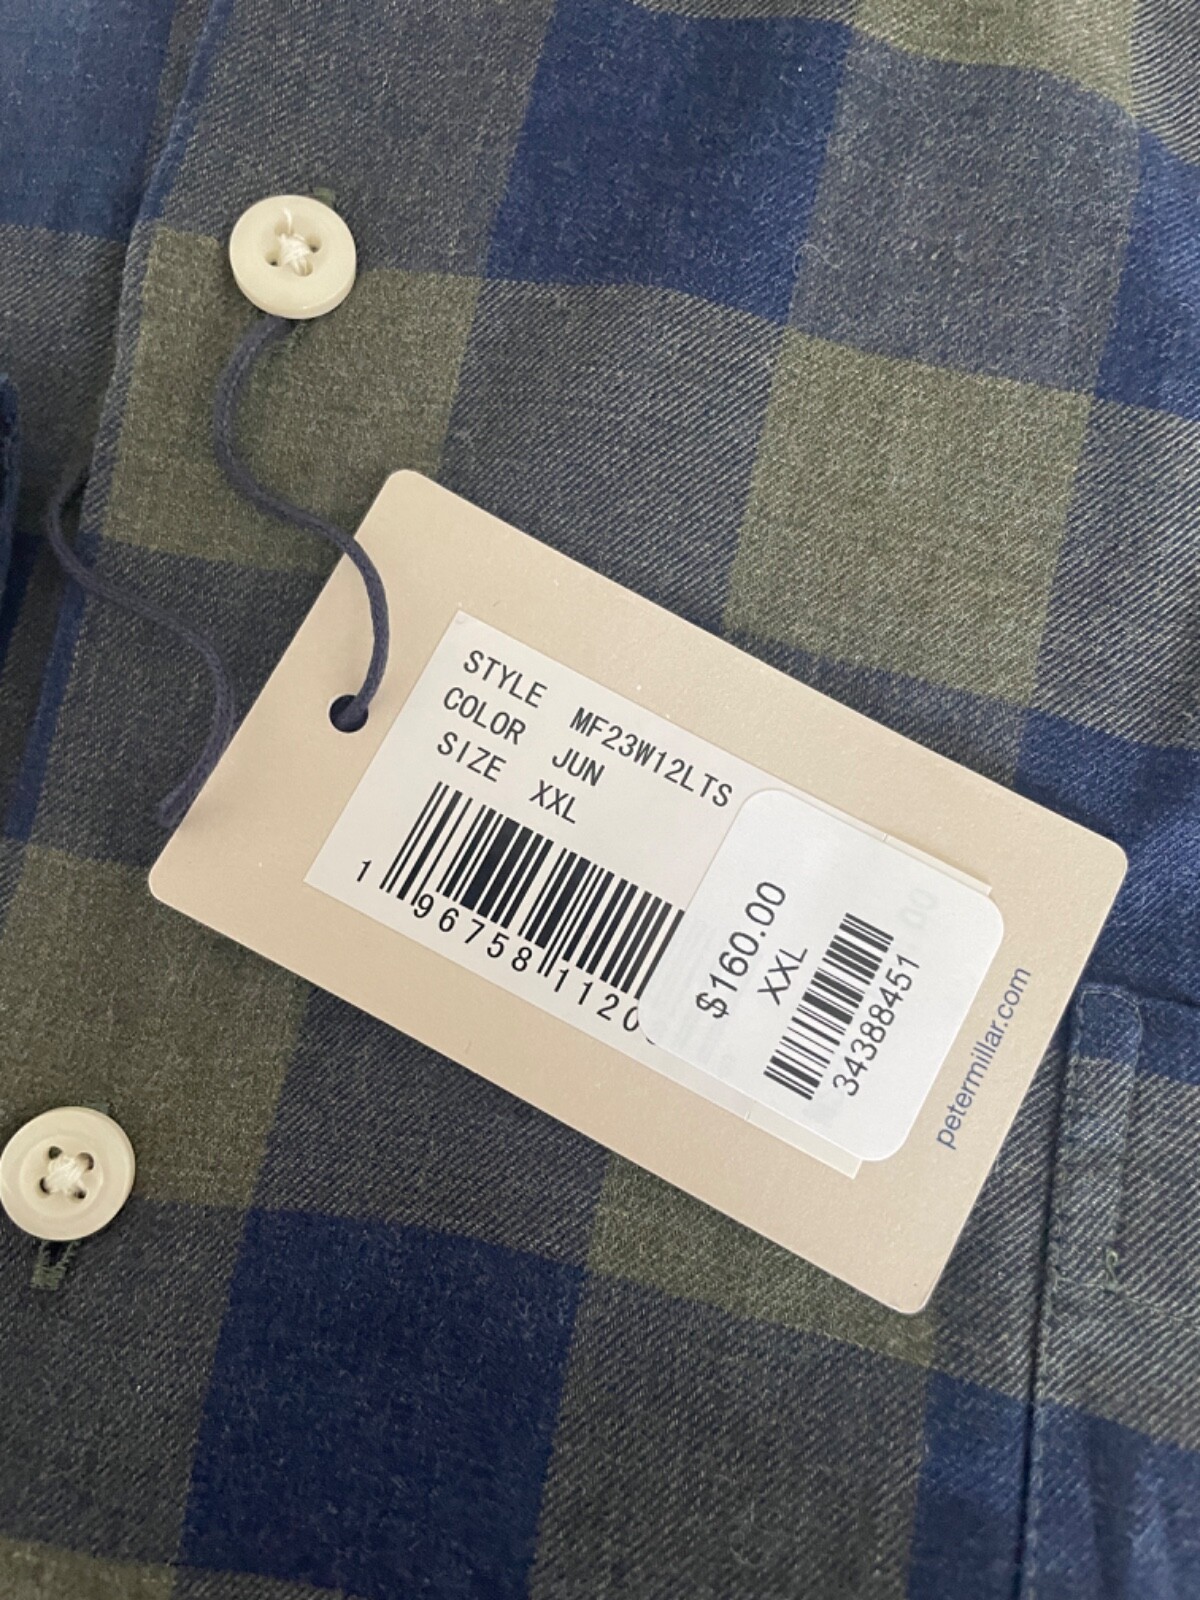 STYLE MF23W12LTS
COLOR JUN
SIZE XXL
1 96758 1120
$160.00
XXL
34388451
petermillar.com